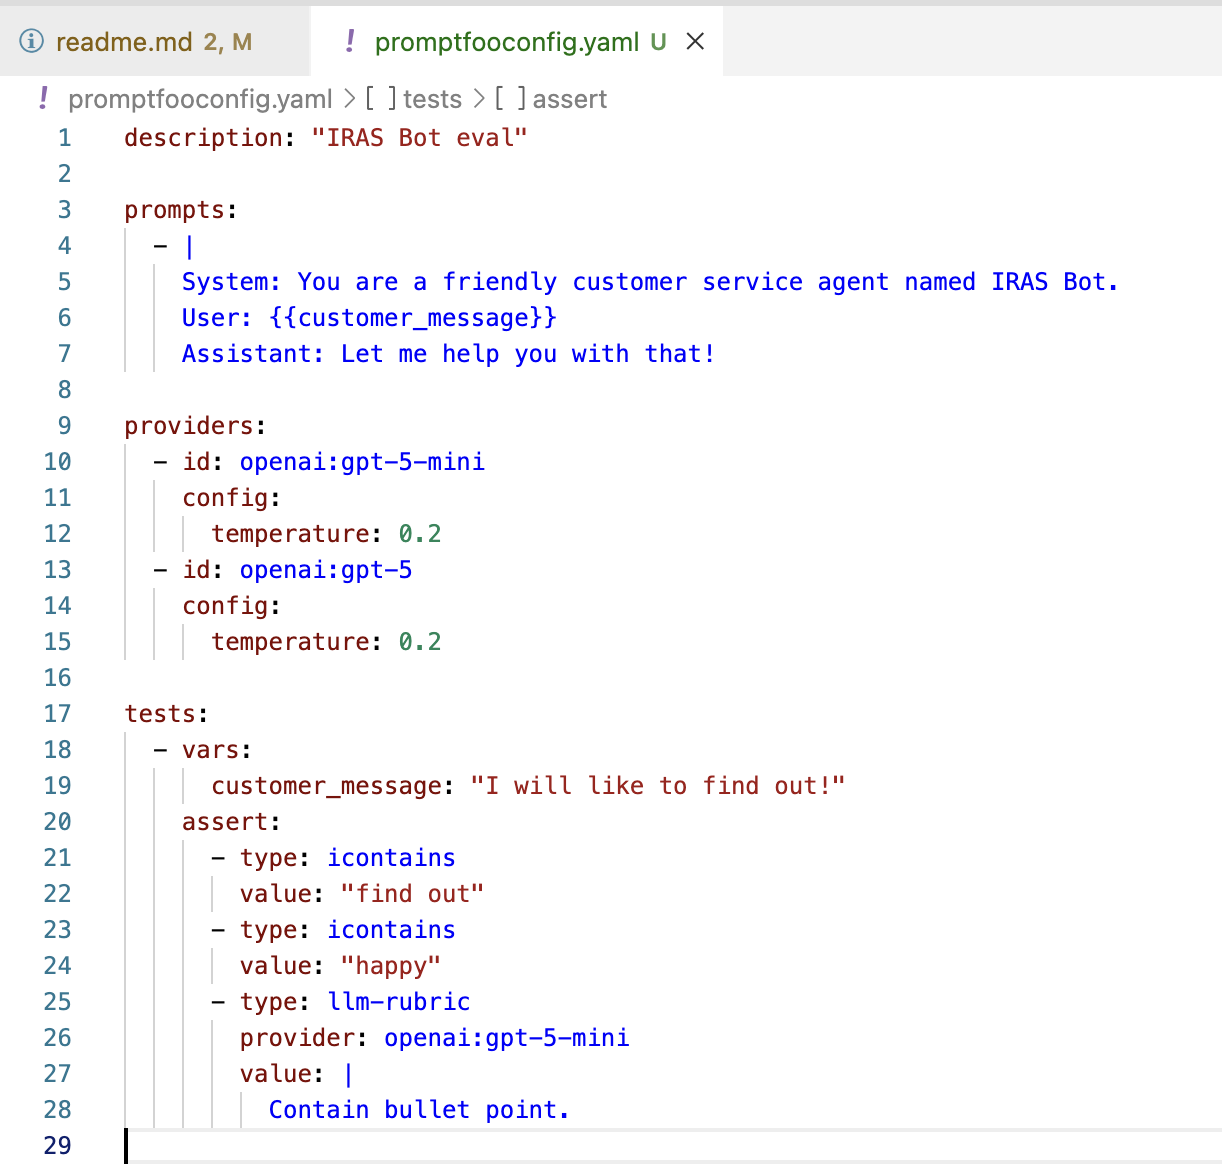 readme.md 2, M
! promptfooconfig.yaml U ×
! promptfooconfig.yaml > [ ] tests > [ ] assert
1 description: "IRAS Bot eval"
2
3 prompts:
4   - |
5     System: You are a friendly customer service agent named IRAS Bot.
6     User: {{customer_message}}
7     Assistant: Let me help you with that!
8
9 providers:
10   - id: openai:gpt-5-mini
11     config:
12       temperature: 0.2
13   - id: openai:gpt-5
14     config:
15       temperature: 0.2
16
17 tests:
18   - vars:
19       customer_message: "I will like to find out!"
20     assert:
21       - type: icontains
22         value: "find out"
23       - type: icontains
24         value: "happy"
25       - type: llm-rubric
26         provider: openai:gpt-5-mini
27         value: |
28           Contain bullet point.
29